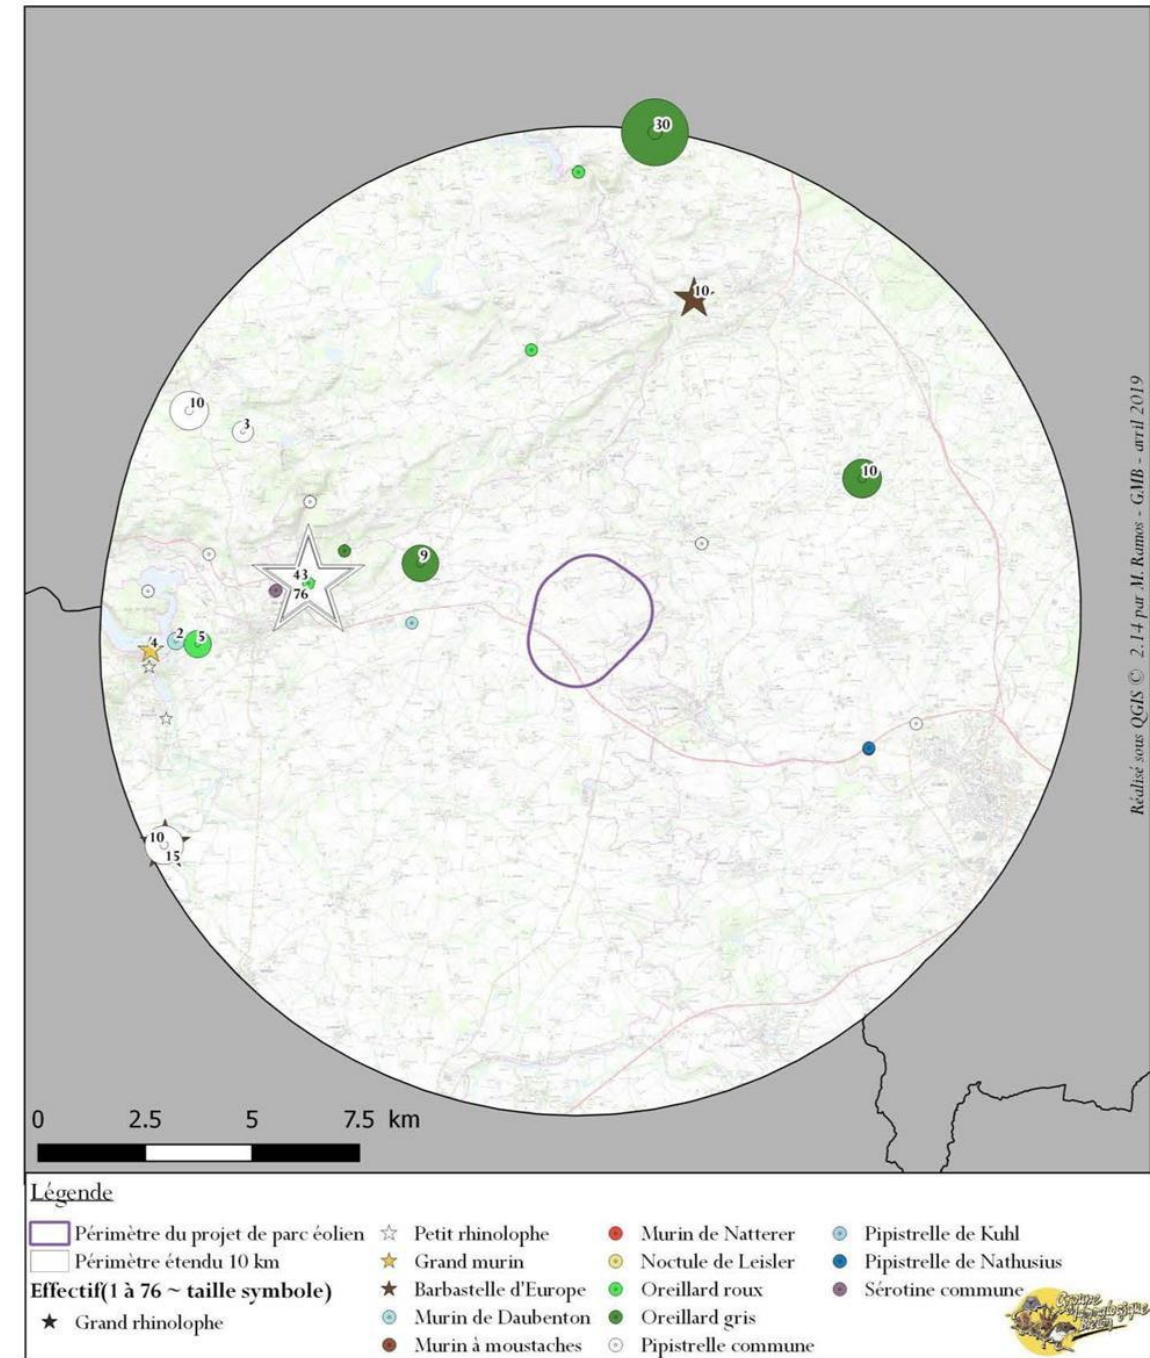 30
10
10
3
10
9
43
76
4
2
5
10
15
Réalisé sous QGIS © 2.14 par M. Ramos - GMB - avril 2019
0 2.5 5 7.5 km
Légende
Périmètre du projet de parc éolien
Périmètre étendu 10 km
Effectif(1 à 76 ~ taille symbole)
Grand rhinolophe
Petit rhinolophe
Grand murin
Barbastelle d'Europe
Murin de Daubenton
Murin à moustaches
Murin de Natterer
Noctule de Leisler
Oreillard roux
Oreillard gris
Pipistrelle commune
Pipistrelle de Kuhl
Pipistrelle de Nathusius
Sérotine commune
Groupe
Mammalogique
Breton